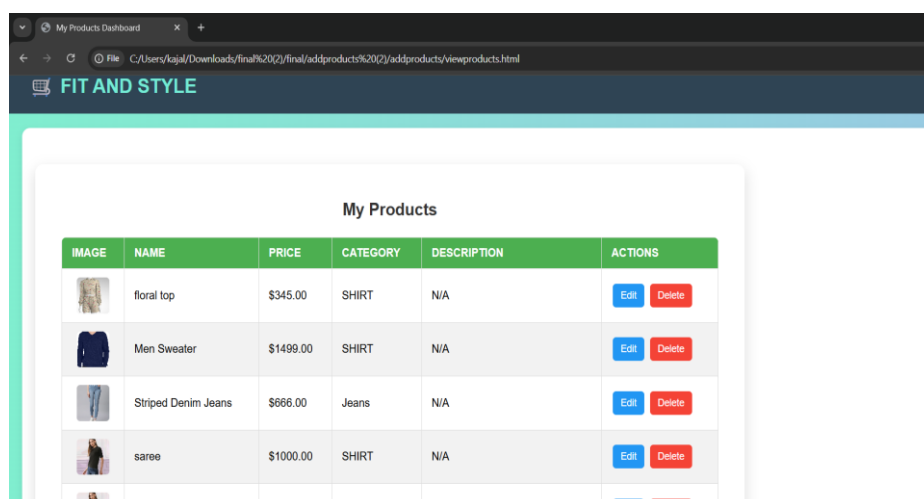 My Products Dashboard
File C:/Users/kajal/Downloads/final%20(2)/final/addproducts%20(2)/addproducts/viewproducts.html
FIT AND STYLE
My Products
IMAGE NAME PRICE CATEGORY DESCRIPTION ACTIONS
floral top $345.00 SHIRT N/A Edit Delete
Men Sweater $1499.00 SHIRT N/A Edit Delete
Striped Denim Jeans $666.00 Jeans N/A Edit Delete
saree $1000.00 SHIRT N/A Edit Delete